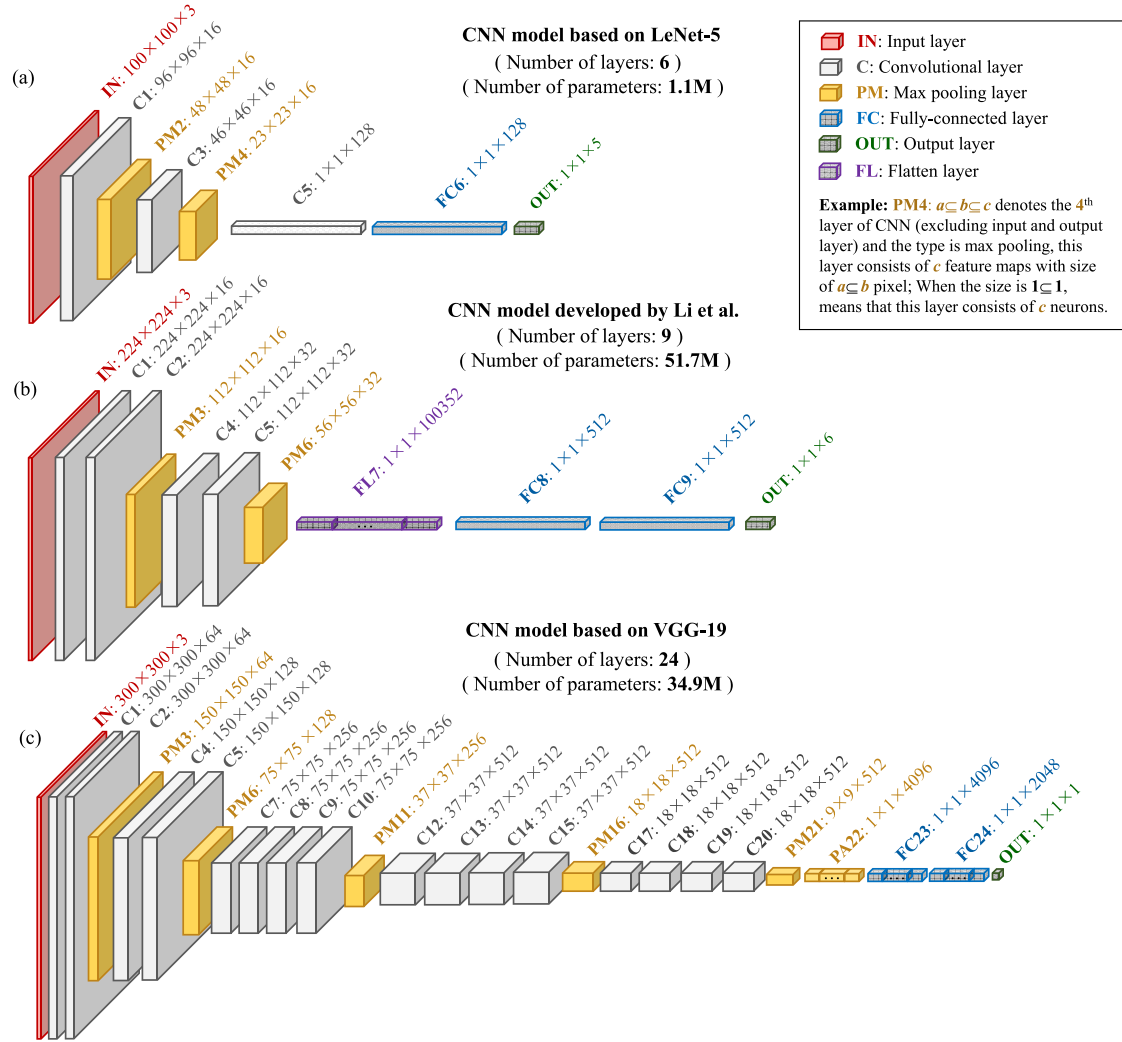 CNN model based on LeNet-5
( Number of layers: 6 )
( Number of parameters: 1.1M )
(a)
IN: 100×100×3
C1: 96×96×16
PM2: 48×48×16
C3: 46×46×16
PM4: 23×23×16
C5: 1×1×128
FC6: 1×1×128
OUT: 1×1×5
IN: Input layer
C: Convolutional layer
PM: Max pooling layer
FC: Fully-connected layer
OUT: Output layer
FL: Flatten layer
Example: PM4: a⊆b⊆c denotes the 4th
layer of CNN (excluding input and output
layer) and the type is max pooling, this
layer consists of c feature maps with size
of a⊆b pixel; When the size is 1⊆1,
means that this layer consists of c neurons.
CNN model developed by Li et al.
( Number of layers: 9 )
( Number of parameters: 51.7M )
(b)
IN: 224×224×3
C1: 224×224×16
C2: 224×224×16
PM3: 112×112×16
C4: 112×112×32
C5: 112×112×32
PM6: 56×56×32
FL7: 1×1×100352
FC8: 1×1×512
FC9: 1×1×512
OUT: 1×1×6
CNN model based on VGG-19
( Number of layers: 24 )
( Number of parameters: 34.9M )
(c)
IN: 300×300×3
C1: 300×300×64
C2: 300×300×64
PM3: 150×150×64
C4: 150×150×128
C5: 150×150×128
PM6: 75×75×128
C7: 75×75×256
C8: 75×75×256
C9: 75×75×256
C10: 75×75×256
PM11: 37×37×256
C12: 37×37×512
C13: 37×37×512
C14: 37×37×512
C15: 37×37×512
PM16: 18×18×512
C17: 18×18×512
C18: 18×18×512
C19: 18×18×512
C20: 18×18×512
PM21: 9×9×512
PA22: 1×1×4096
FC23: 1×1×4096
FC24: 1×1×2048
OUT: 1×1×1